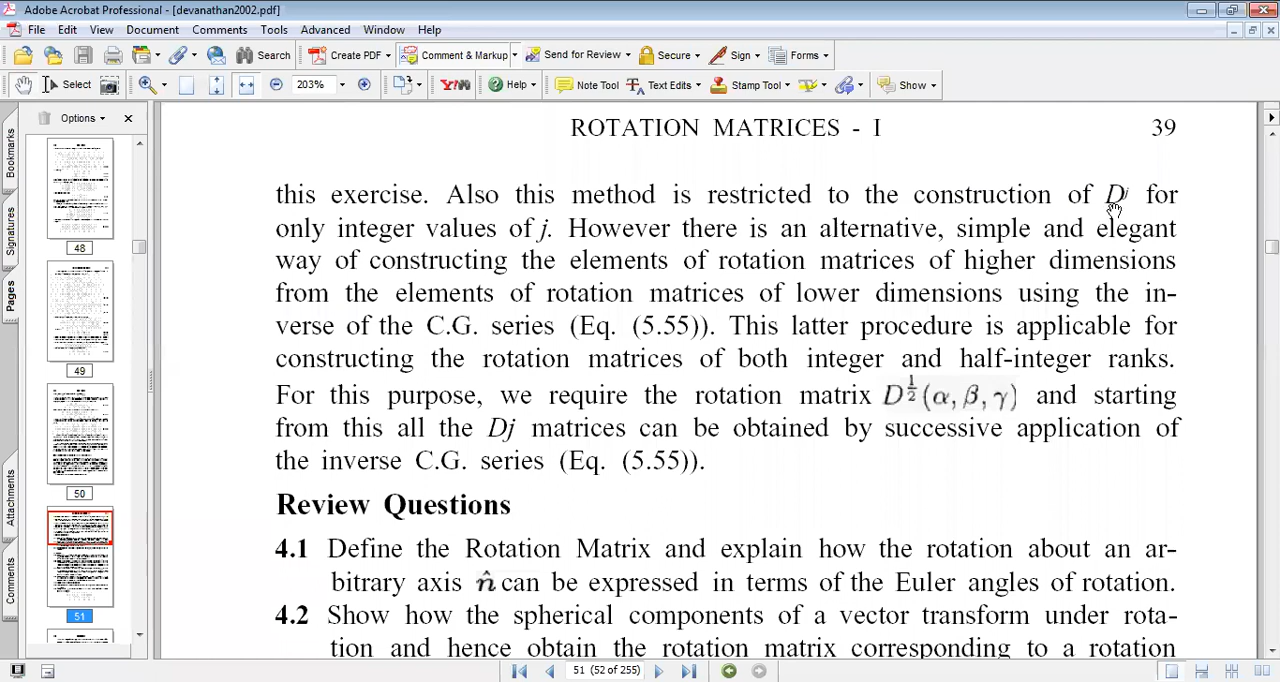 Adobe Acrobat Professional - [devanathan2002.pdf]
File Edit View Document Comments Tools Advanced Window Help
Search Create PDF Comment & Markup Send for Review Secure Sign Forms
Select 203% Y! Help Note Tool Text Edits Stamp Tool Show
Options
Bookmarks
Signatures
Pages
Attachments
Comments
48
49
50
51
ROTATION MATRICES - I 39
this exercise. Also this method is restricted to the construction of Dʲ for
only integer values of j. However there is an alternative, simple and elegant
way of constructing the elements of rotation matrices of higher dimensions
from the elements of rotation matrices of lower dimensions using the in-
verse of the C.G. series (Eq. (5.55)). This latter procedure is applicable for
constructing the rotation matrices of both integer and half-integer ranks.
For this purpose, we require the rotation matrix D^{1/2}(α, β, γ) and starting
from this all the Dj matrices can be obtained by successive application of
the inverse C.G. series (Eq. (5.55)).
Review Questions
4.1 Define the Rotation Matrix and explain how the rotation about an ar-
bitrary axis n̂ can be expressed in terms of the Euler angles of rotation.
4.2 Show how the spherical components of a vector transform under rota-
tion and hence obtain the rotation matrix corresponding to a rotation
51 (52 of 255)